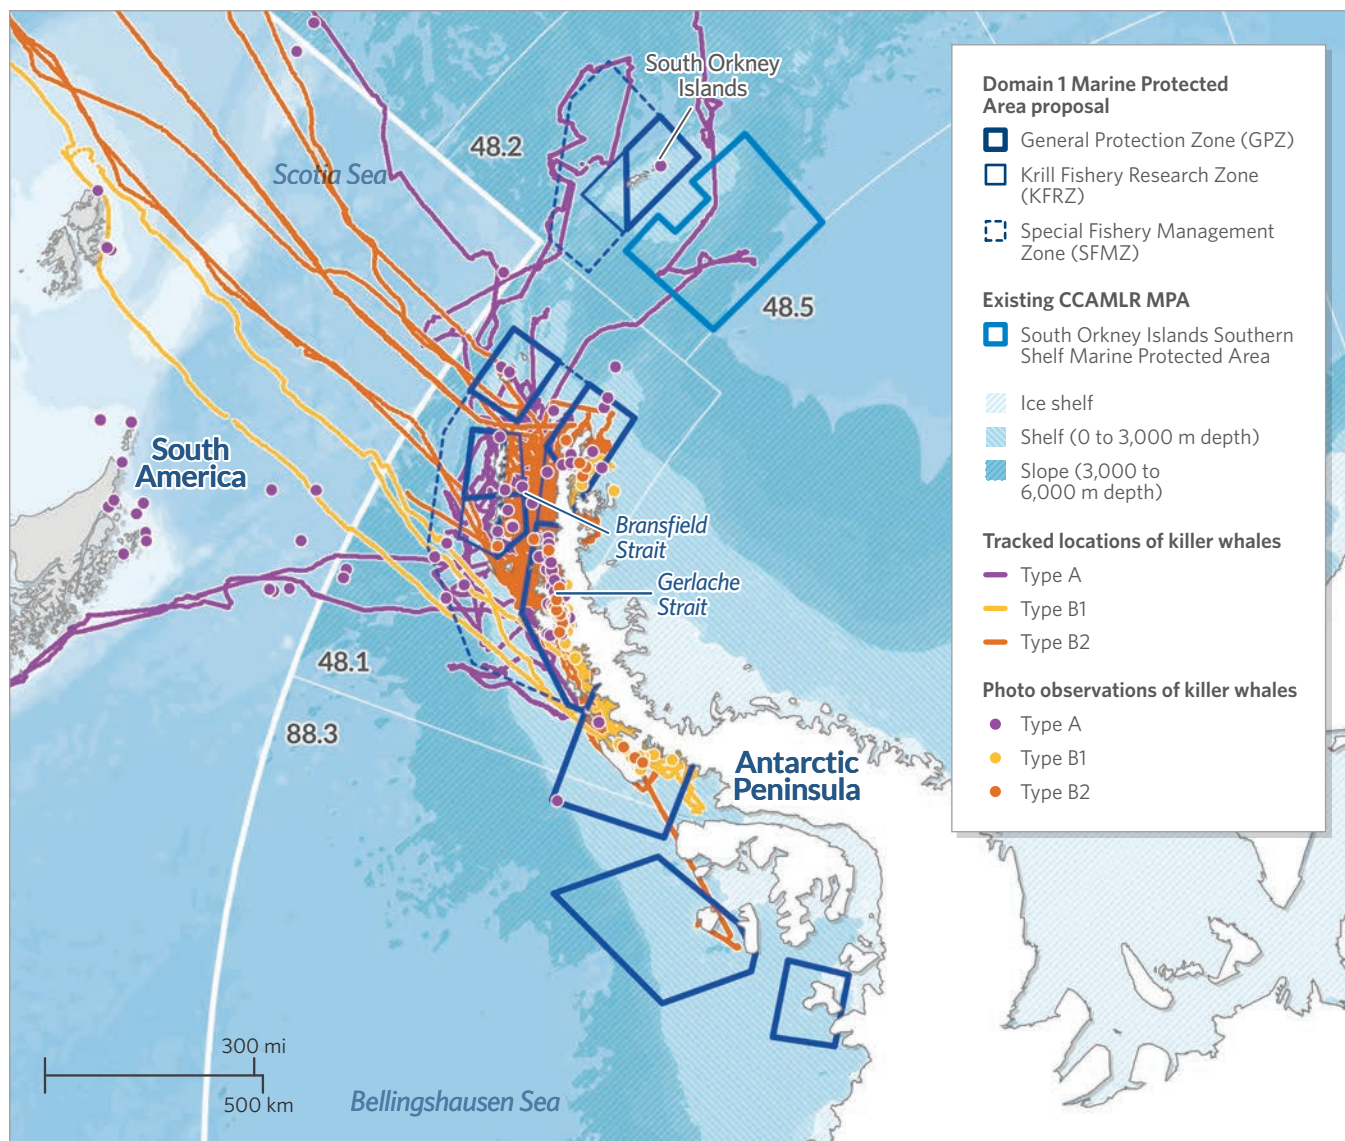 South Orkney
Islands
48.2
Scotia Sea
48.5
South
America
Bransfield
Strait
Gerlache
Strait
48.1
88.3
Antarctic
Peninsula
300 mi
500 km
Bellingshausen Sea
Domain 1 Marine Protected
Area proposal
General Protection Zone (GPZ)
Krill Fishery Research Zone
(KFRZ)
Special Fishery Management
Zone (SFMZ)
Existing CCAMLR MPA
South Orkney Islands Southern
Shelf Marine Protected Area
Ice shelf
Shelf (0 to 3,000 m depth)
Slope (3,000 to
6,000 m depth)
Tracked locations of killer whales
Type A
Type B1
Type B2
Photo observations of killer whales
Type A
Type B1
Type B2